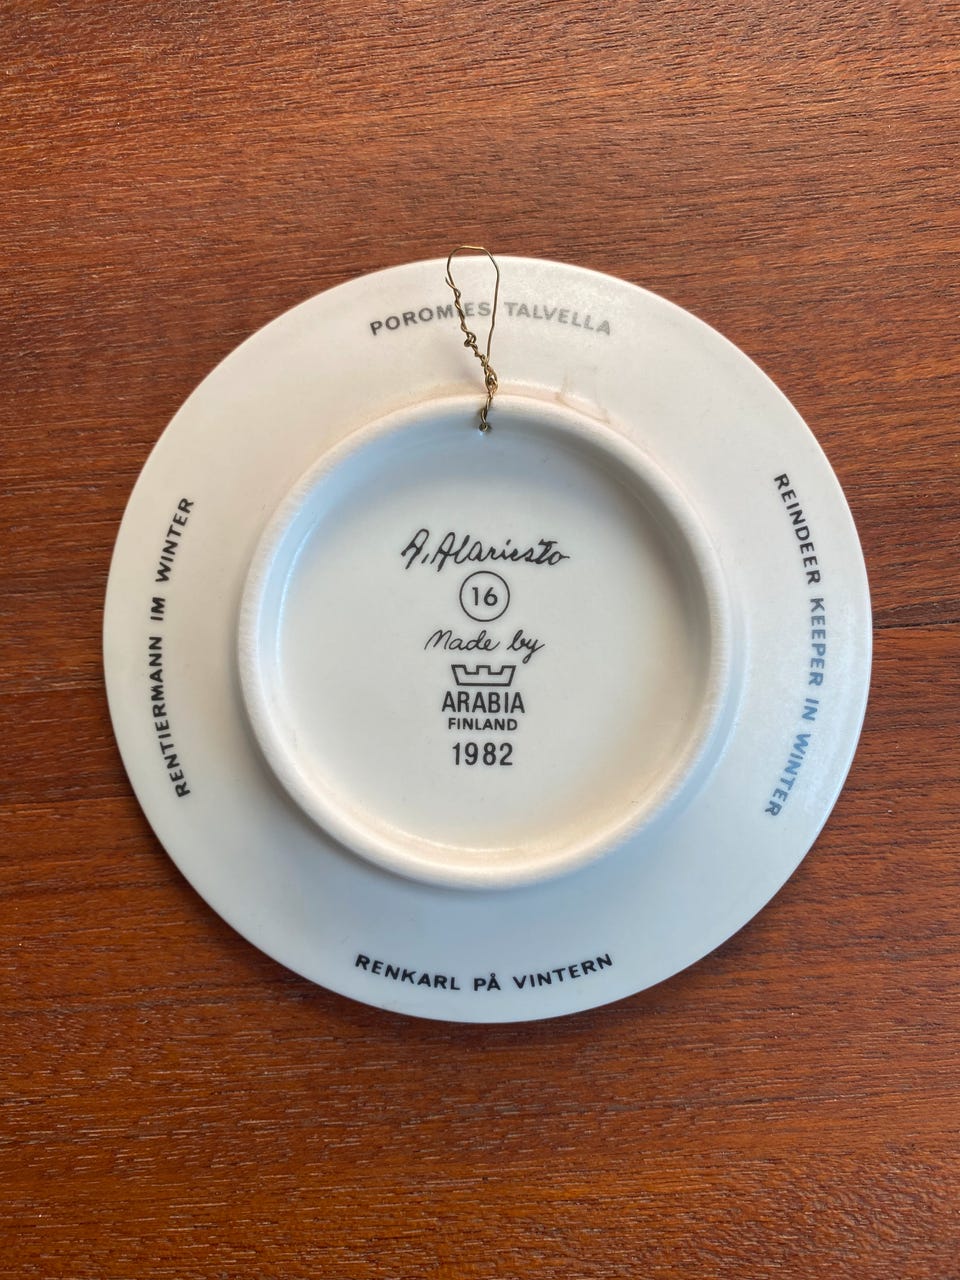 POROMIES TALVELLA
REINDEER KEEPER IN WINTER
RENKARL PÅ VINTERN
RENTIERMANN IM WINTER
A. Alariesto
16
Made by
ARABIA
FINLAND
1982